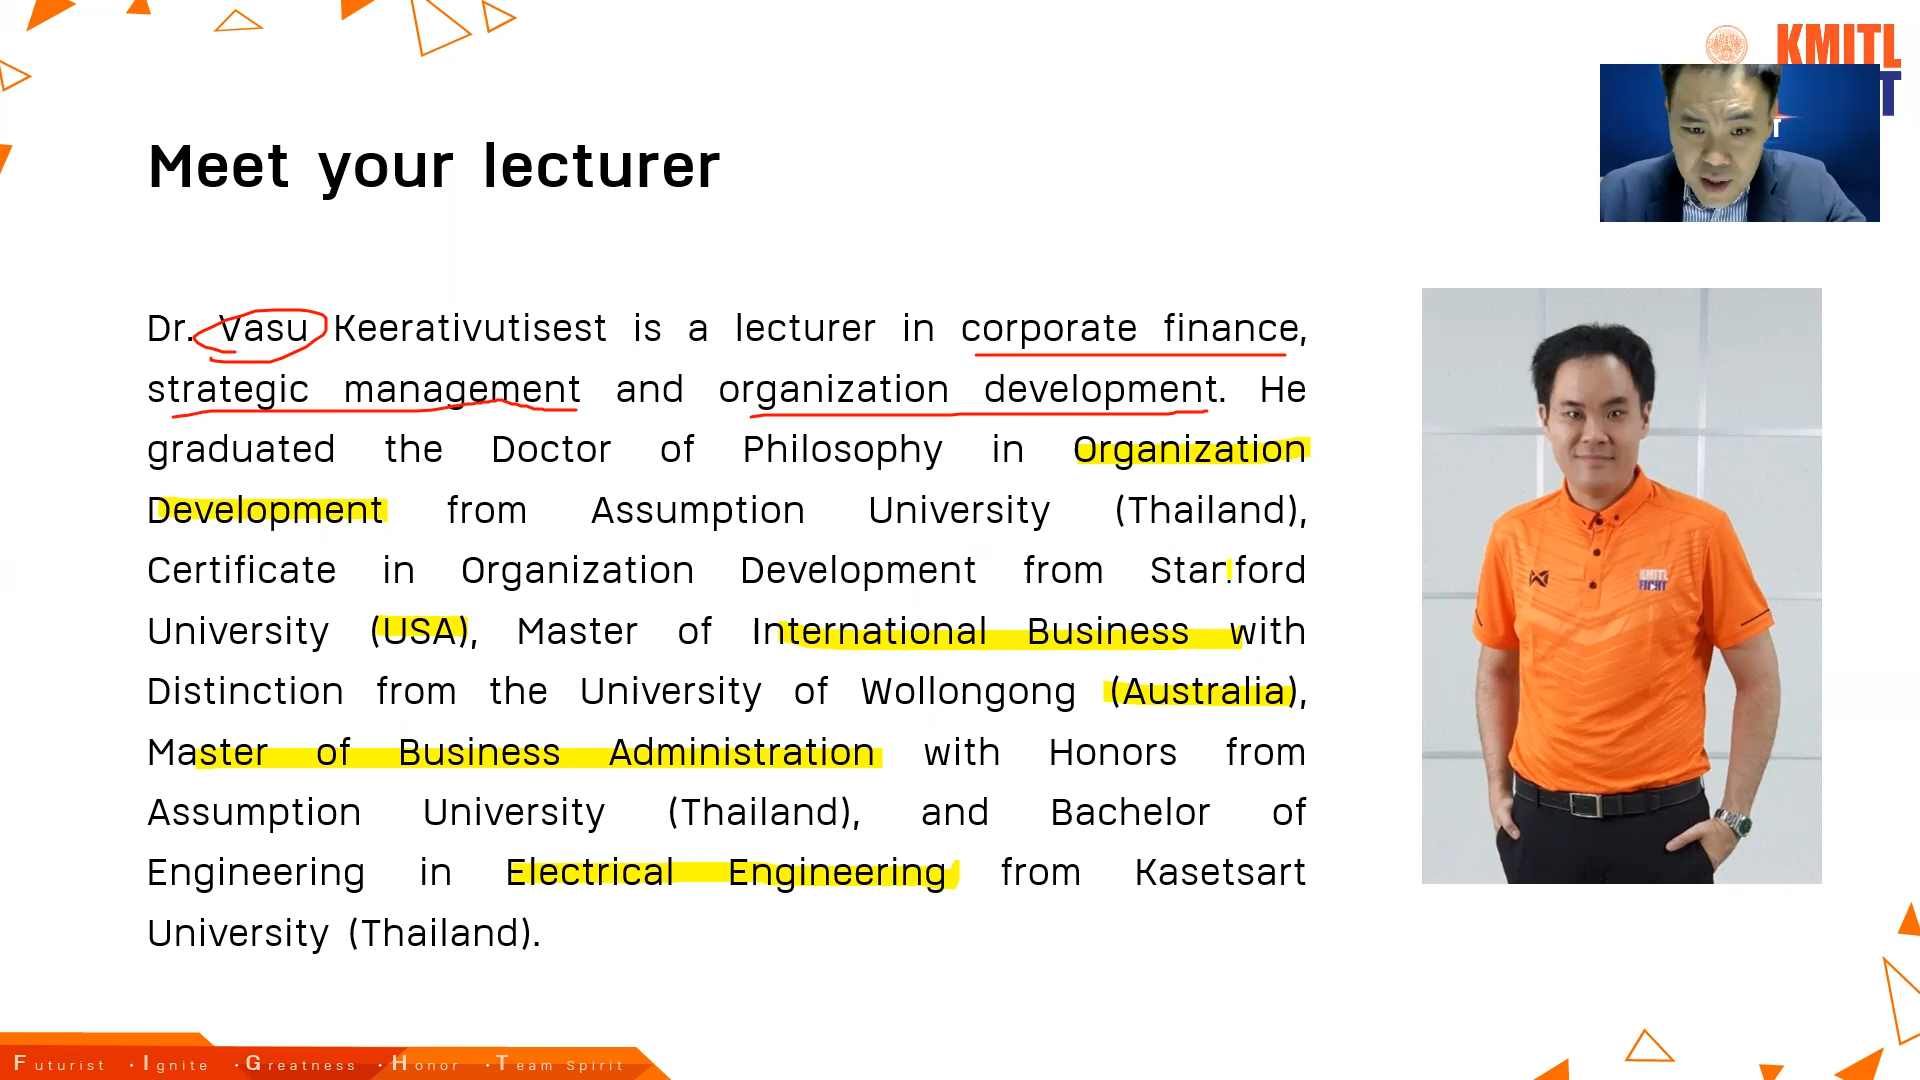 KMITL
T
T
Meet your lecturer
Dr. Vasu Keerativutisest is a lecturer in corporate finance,
strategic management and organization development. He
graduated the Doctor of Philosophy in Organization
Development from Assumption University (Thailand),
Certificate in Organization Development from Stanford
University (USA), Master of International Business with
Distinction from the University of Wollongong (Australia),
Master of Business Administration with Honors from
Assumption University (Thailand), and Bachelor of
Engineering in Electrical Engineering from Kasetsart
University (Thailand).
KMITL
FIGHT
Futurist •Ignite •Greatness •Honor •Team Spirit